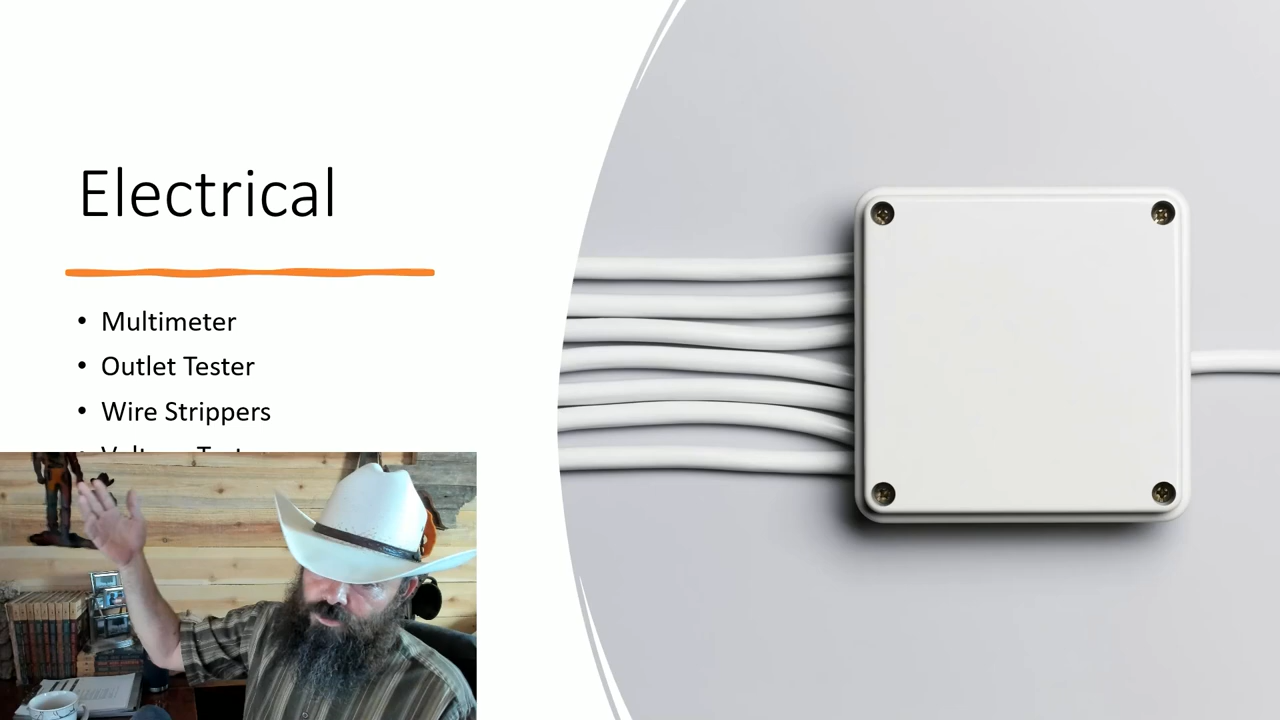 Electrical
• Multimeter
• Outlet Tester
• Wire Strippers